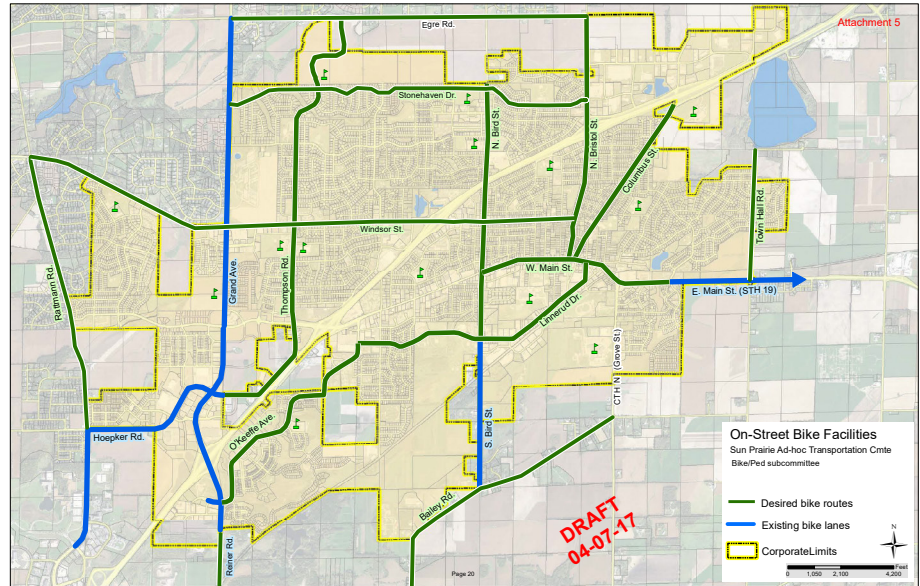 Attachment 5
Egre Rd.
Stonehaven Dr.
N. Bird St.
N. Bristol St.
Columbus St.
Town Hall Rd.
Windsor St.
Rattmann Rd.
Grand Ave.
Thompson Rd.
W. Main St.
E. Main St. (STH 19)
Linnerud Dr.
CTH N (Grove St.)
Hoepker Rd.
O'Keeffe Ave.
S. Bird St.
Bailey Rd.
Reiner Rd.
DRAFT
04-07-17
On-Street Bike Facilities
Sun Prairie Ad-hoc Transportation Cmte
Bike/Ped subcommittee
Desired bike routes
Existing bike lanes
CorporateLimits
N
Feet
0 1,050 2,100 4,200
Page 20